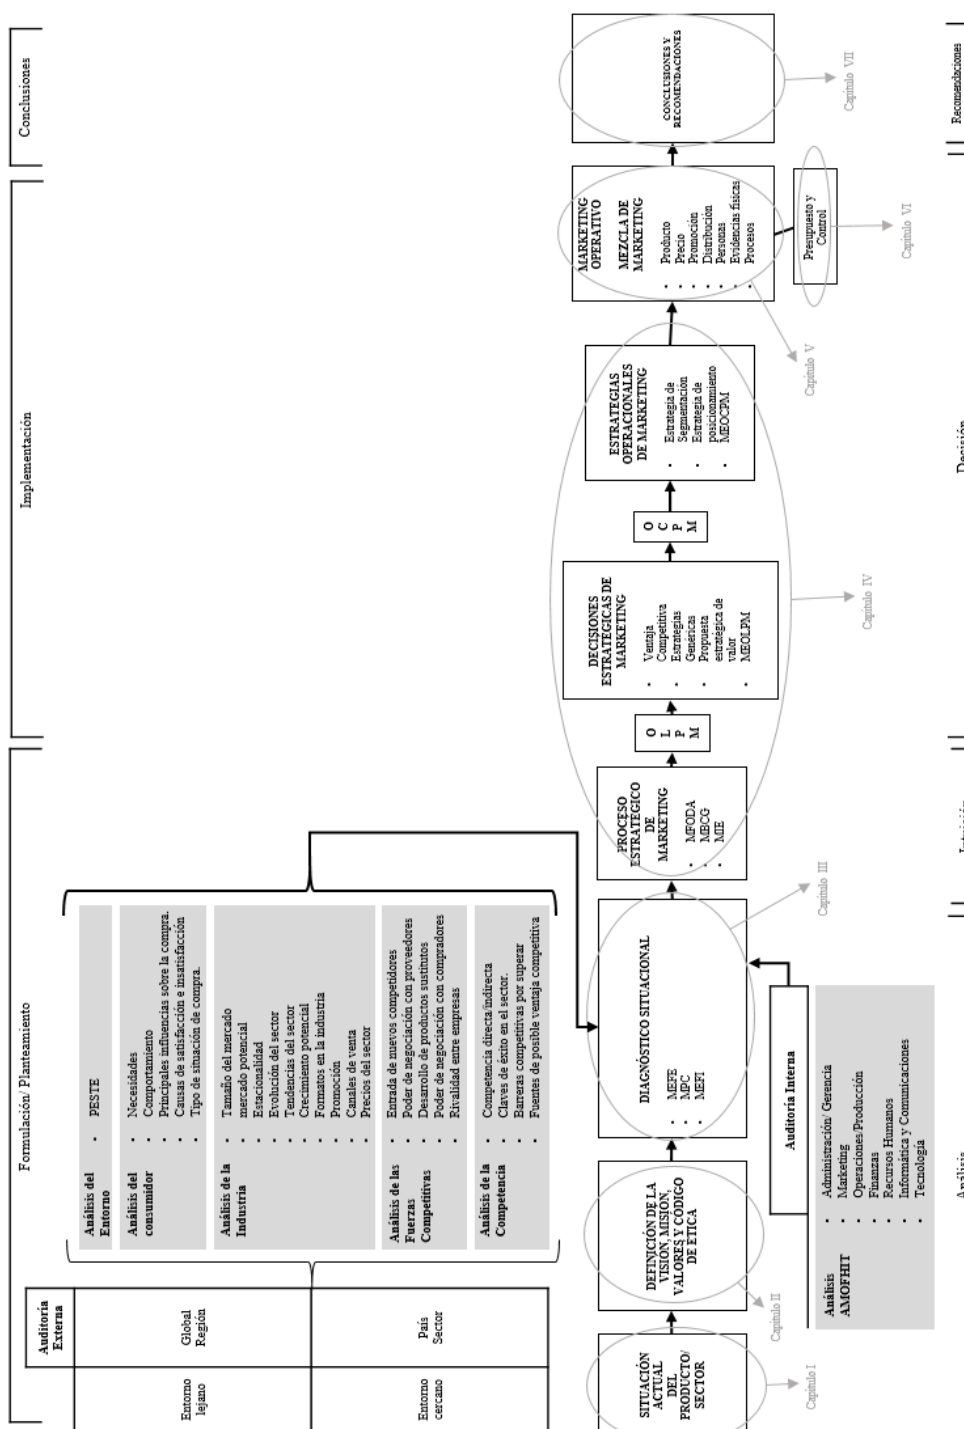 Formulación/ Planteamiento
Implementación
Conclusiones
Auditoría
Externa
Entorno
lejano
Global
Región
Entorno
cercano
País
Sector
Análisis del
Entorno
• PESTE
Análisis del
consumidor
• Necesidades
• Comportamiento
• Principales influencias sobre la compra.
• Causas de satisfacción e insatisfacción
• Tipo de situación de compra.
Análisis de la
Industria
• Tamaño del mercado
• mercado potencial
• Estacionalidad
• Evolución del sector
• Tendencias del sector
• Crecimiento potencial
• Formatos en la industria
• Promoción
• Canales de venta
• Precios del sector
Análisis de las
Fuerzas
Competitivas
• Entrada de nuevos competidores
• Poder de negociación con proveedores
• Desarrollo de productos sustitutos
• Poder de negociación con compradores
• Rivalidad entre empresas
Análisis de la
Competencia
• Competencia directa/indirecta
• Claves de éxito en el sector.
• Barreras competitivas por superar
• Fuentes de posible ventaja competitiva
SITUACIÓN
ACTUAL
DEL
PRODUCTO/
SECTOR
Capítulo I
DEFINICIÓN DE LA
VISION, MISION,
VALORES Y CODIGO
DE ETICA
Capítulo II
DIAGNÓSTICO SITUACIONAL
• MEFE
• MPC
• MEFI
Capítulo III
PROCESO
ESTRATÉGICO
DE
MARKETING
• MFODA
• MBCG
• MIE
O
L
P
M
DECISIONES
ESTRATÉGICAS DE
MARKETING
• Ventaja
Competitiva
• Estrategias
Genéricas
• Propuesta
estratégica de
valor
• MEOLPM
O
C
P
M
ESTRATEGIAS
OPERACIONALES
DE MARKETING
• Estrategia de
Segmentación
• Estrategia de
posicionamiento
• MEOCPM
Capítulo IV
MARKETING
OPERATIVO
MEZCLA DE
MARKETING
• Producto
• Precio
• Promoción
• Distribución
• Personas
• Evidencias físicas
• Procesos
Capítulo V
Presupuesto y
Control
Capítulo VI
CONCLUSIONES Y
RECOMENDACIONES
Capítulo VII
Auditoría Interna
Análisis
AMOFHIT
• Administración/ Gerencia
• Marketing
• Operaciones/Producción
• Finanzas
• Recursos Humanos
• Informática y Comunicaciones
• Tecnología
Análisis
Intuición
Decisión
Recomendaciones